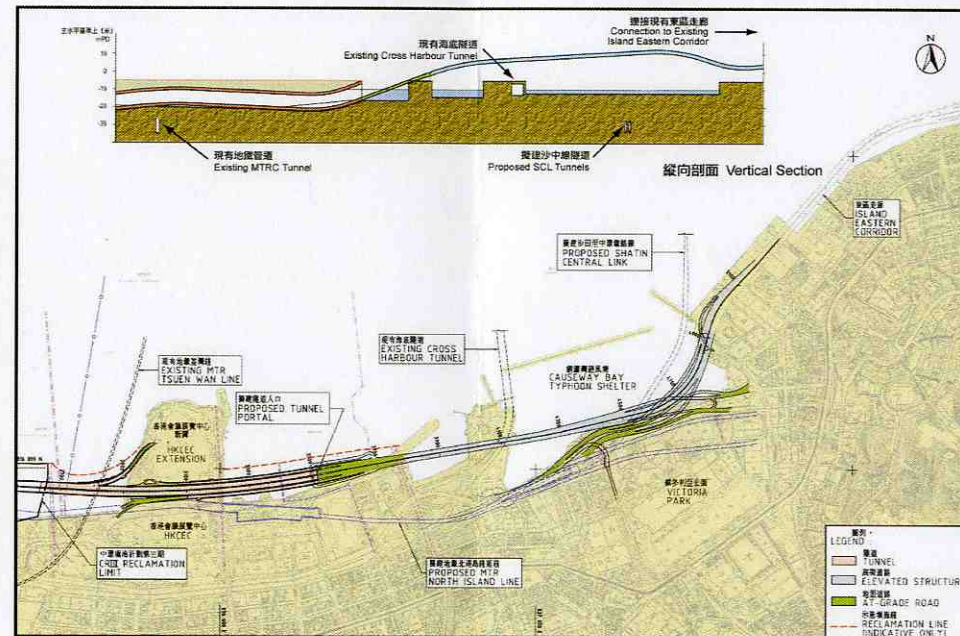 主水平基準上 (米)
mPD
現有海底隧道
Existing Cross Harbour Tunnel
連接現有東區走廊
Connection to Existing
Island Eastern Corridor
N
現有地鐵管道
Existing MTRC Tunnel
擬建沙中線隧道
Proposed SCL Tunnels
縱向剖面 Vertical Section
東區走廊
ISLAND
EASTERN
CORRIDOR
擬建沙田至中環鐵路線
PROPOSED SHATIN
CENTRAL LINK
現有海底隧道
EXISTING CROSS
HARBOUR TUNNEL
銅鑼灣避風塘
CAUSEWAY BAY
TYPHOON SHELTER
現有地鐵荃灣綫
EXISTING MTR
TSUEN WAN LINE
擬建隧道入口
PROPOSED TUNNEL
PORTAL
香港會議展覽中心
新翼
HKCEC
EXTENSION
香港會議展覽中心
HKCEC
維多利亞公園
VICTORIA
PARK
中環填海計劃第三期
CRIII RECLAMATION
LIMIT
擬建地鐵北港島綫
PROPOSED MTR
NORTH ISLAND LINE
圖例：
LEGEND
隧道
TUNNEL
高架道路
ELEVATED STRUCTURE
地面道路
AT-GRADE ROAD
RECLAMATION LINE
(INDICATIVE ONLY)